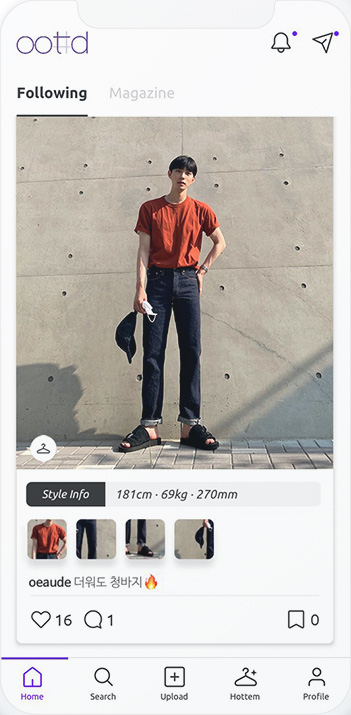 oottd
Following Magazine
Style Info 181cm · 69kg · 270mm
oeaude 더워도 청바지🔥
16 1 0
Home Search Upload Hottem Profile